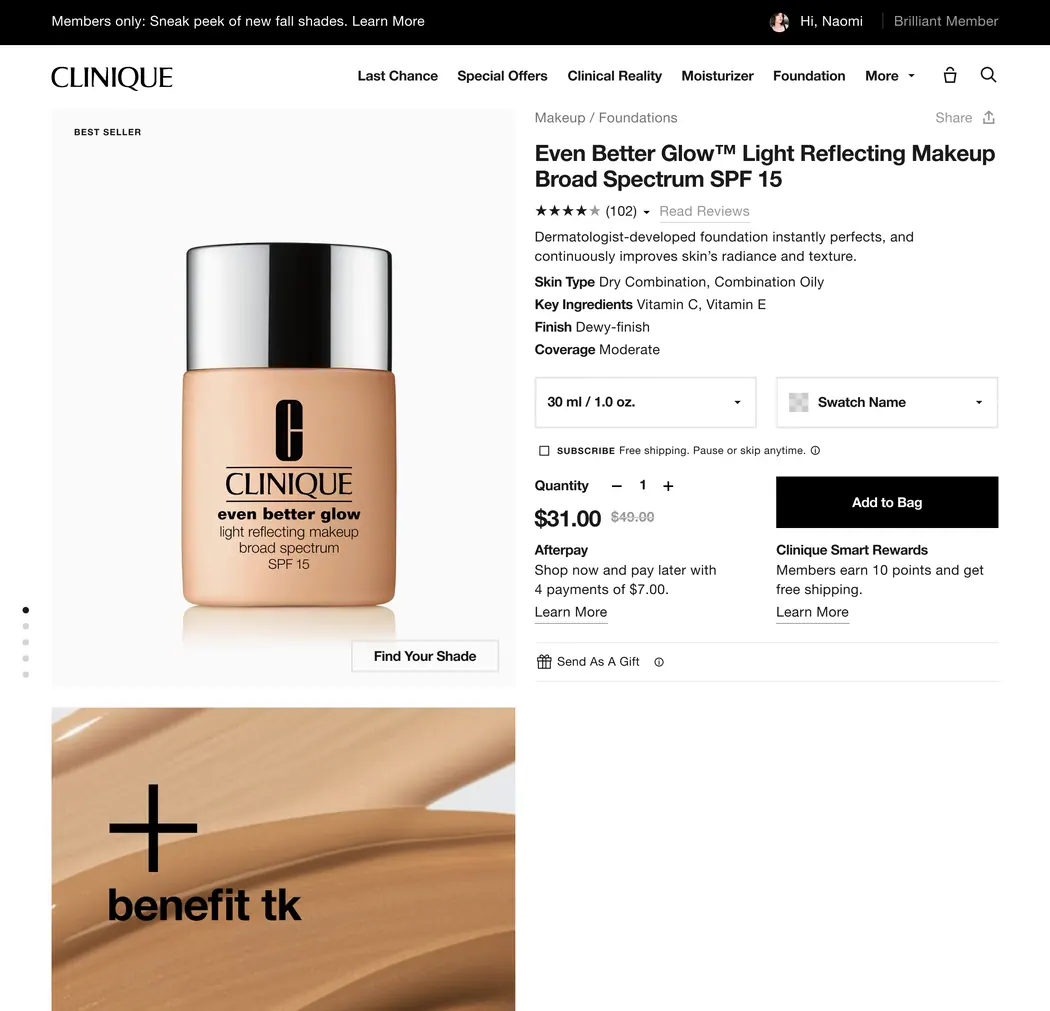 Members only: Sneak peek of new fall shades. Learn More
Hi, Naomi
Brilliant Member
CLINIQUE
Last Chance
Special Offers
Clinical Reality
Moisturizer
Foundation
More
BEST SELLER
CLINIQUE
even better glow
light reflecting makeup
broad spectrum
SPF 15
Find Your Shade
Makeup / Foundations
Share
Even Better Glow™ Light Reflecting Makeup
Broad Spectrum SPF 15
★★★★★ (102)
Read Reviews
Dermatologist-developed foundation instantly perfects, and
continuously improves skin’s radiance and texture.
Skin Type Dry Combination, Combination Oily
Key Ingredients Vitamin C, Vitamin E
Finish Dewy-finish
Coverage Moderate
30 ml / 1.0 oz.
Swatch Name
SUBSCRIBE Free shipping. Pause or skip anytime.
Quantity − 1 +
$31.00 $49.00
Add to Bag
Afterpay
Shop now and pay later with
4 payments of $7.00.
Learn More
Clinique Smart Rewards
Members earn 10 points and get
free shipping.
Learn More
Send As A Gift
+
benefit tk